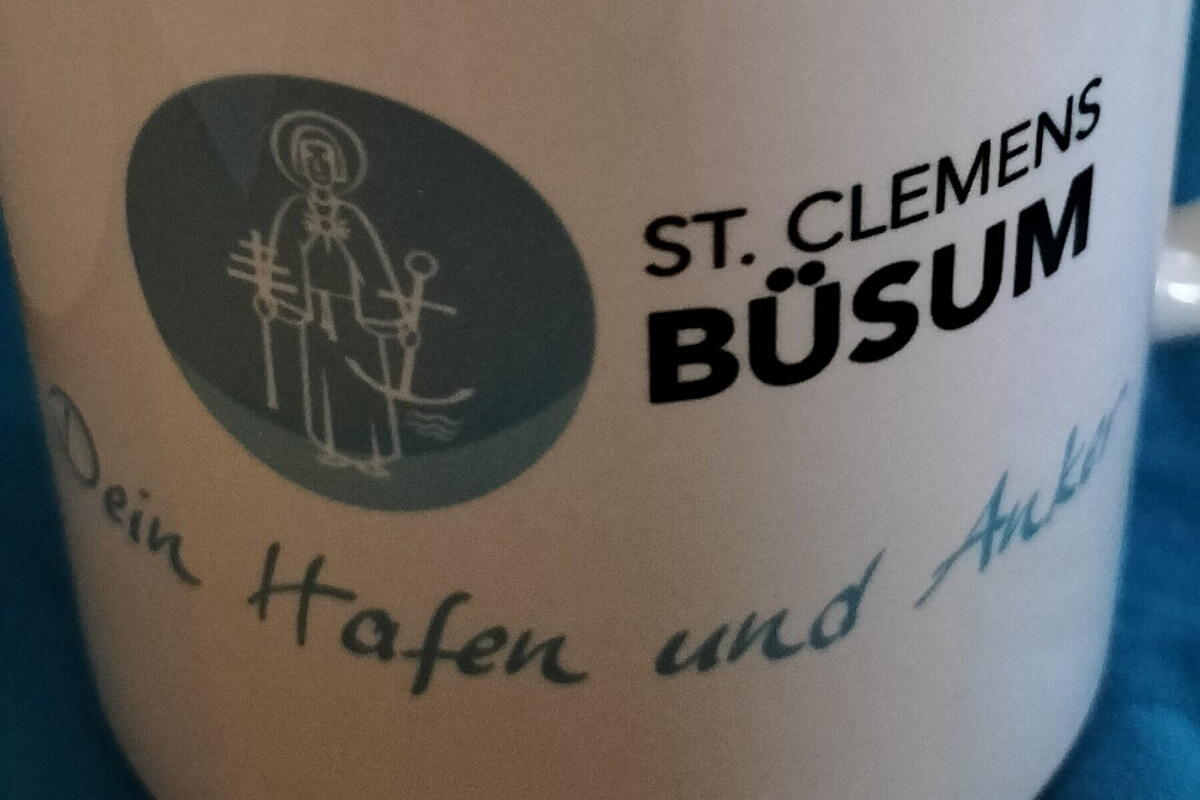 ST. CLEMENS
BÜSUM
Dein Hafen und Anker